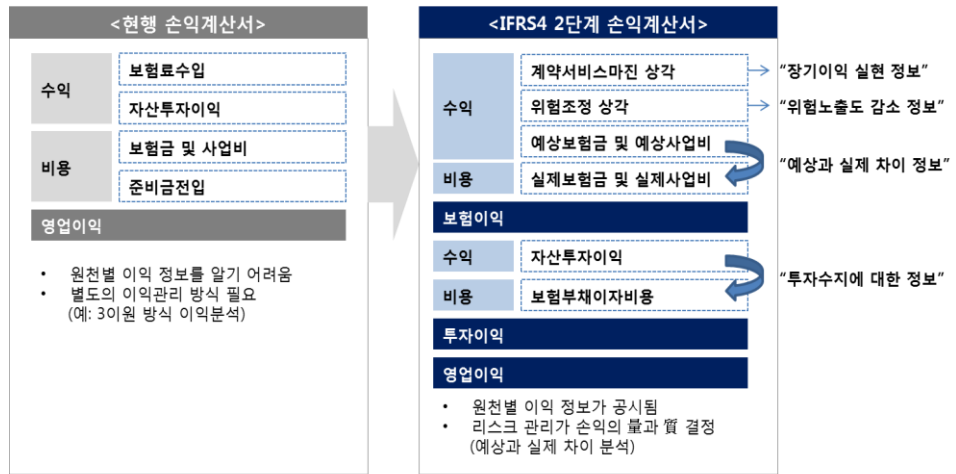 <현행 손익계산서>
수익
보험료수입
자산투자이익
비용
보험금 및 사업비
준비금전입
영업이익
• 원천별 이익 정보를 알기 어려움
• 별도의 이익관리 방식 필요
(예: 3이원 방식 이익분석)
<IFRS4 2단계 손익계산서>
수익
계약서비스마진 상각
"장기이익 실현 정보"
위험조정 상각
"위험노출도 감소 정보"
예상보험금 및 예상사업비
"예상과 실제 차이 정보"
비용
실제보험금 및 실제사업비
보험이익
수익
자산투자이익
"투자수지에 대한 정보"
비용
보험부채이자비용
투자이익
영업이익
• 원천별 이익 정보가 공시됨
• 리스크 관리가 손익의 量과 質 결정
(예상과 실제 차이 분석)